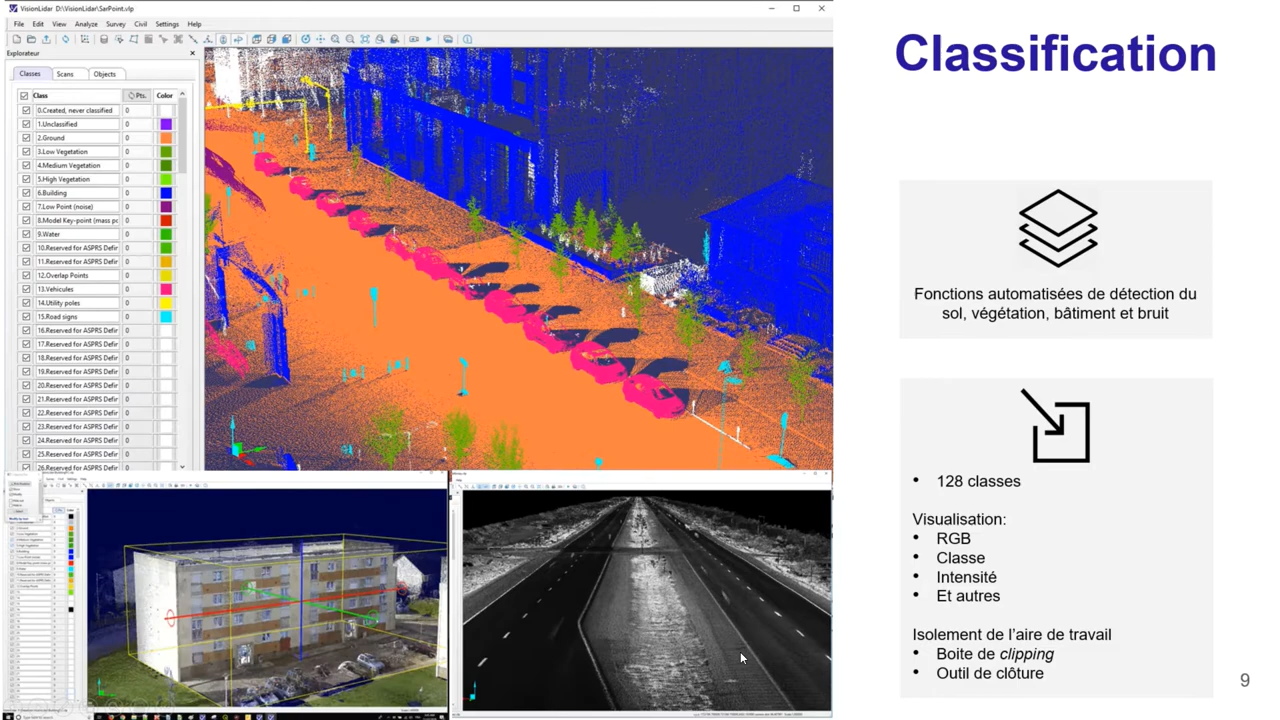 VisionLidar D:\VisionLidar\SarPoint.vlp
File Edit View Analyze Survey Civil Settings Help
Explorateur
Classes Scans Objects
Class Pts. Color
0.Created, never classified 0
1.Unclassified 0
2.Ground 0
3.Low Vegetation 0
4.Medium Vegetation 0
5.High Vegetation 0
6.Building 0
7.Low Point (noise) 0
8.Model Key-point (mass pc 0
9.Water 0
10.Reserved for ASPRS Defir 0
11.Reserved for ASPRS Defir 0
12.Overlap Points 0
13.Vehicules 0
14.Utility poles 0
15.Road signs 0
16.Reserved for ASPRS Defir 0
17.Reserved for ASPRS Defir 0
18.Reserved for ASPRS Defir 0
19.Reserved for ASPRS Defir 0
20.Reserved for ASPRS Defir 0
21.Reserved for ASPRS Defir 0
22.Reserved for ASPRS Defir 0
23.Reserved for ASPRS Defir 0
24.Reserved for ASPRS Defir 0
25.Reserved for ASPRS Defir 0
26.Reserved for ASPRS Defir 0
Classification
Fonctions automatisées de détection du
sol, végétation, bâtiment et bruit
• 128 classes
Visualisation:
• RGB
• Classe
• Intensité
• Et autres
Isolement de l’aire de travail
• Boite de clipping
• Outil de clôture
9